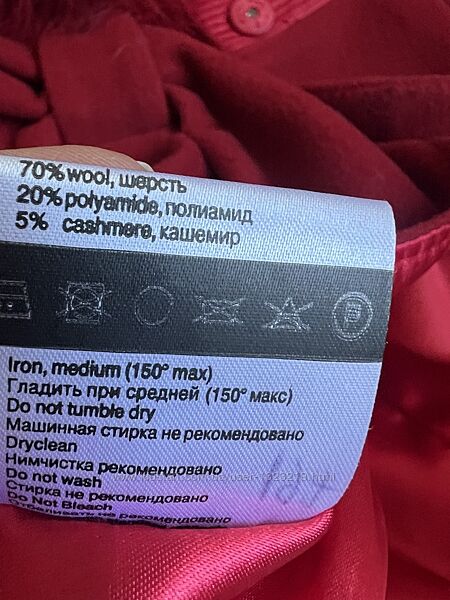 70% wool, шерсть
20% polyamide, полиамид
5% cashmere, кашемир
P
Iron, medium (150° max)
Гладить при средней (150° макс)
Do not tumble dry
Машинная стирка не рекомендовано
Dryclean
Нимчистка рекомендовано
Do not wash
Стирка не рекомендовано
Do Not Bleach